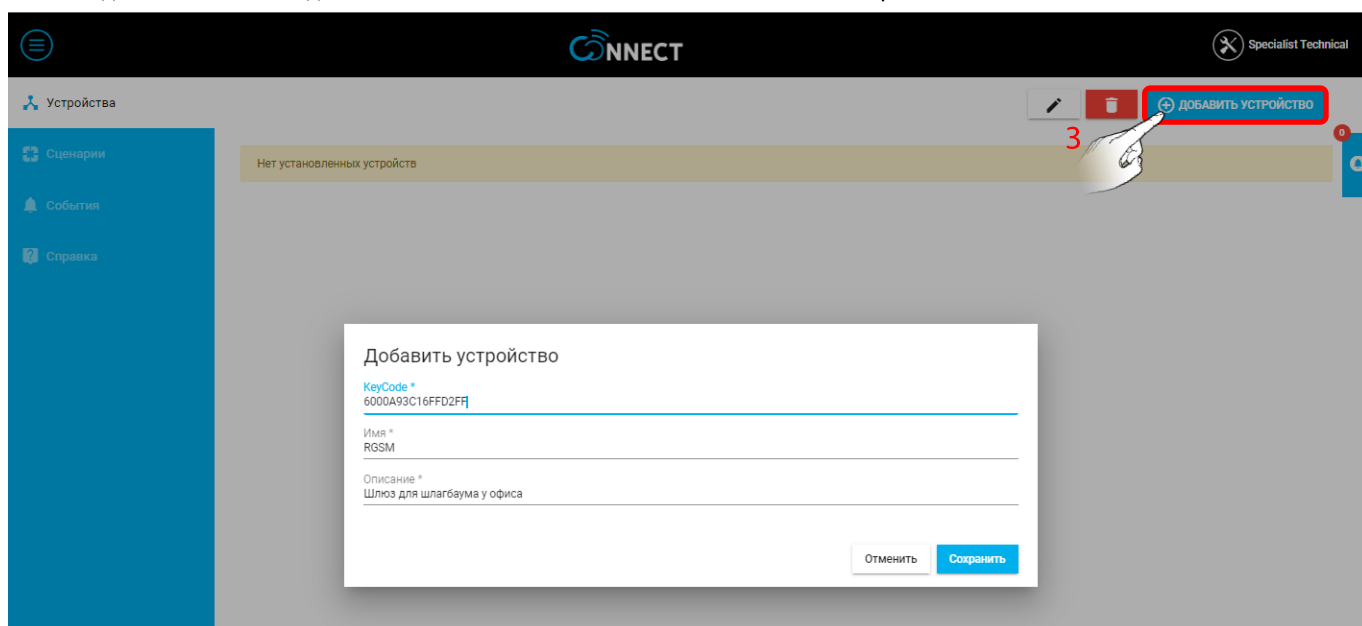 CONNECT
Specialist Technical
Устройства
ДОБАВИТЬ УСТРОЙСТВО
3
0
Сценарии
Нет установленных устройств
События
Справка
Добавить устройство
KeyCode *
6000A93C16FFD2FF
Имя *
RGSM
Описание *
Шлюз для шлагбаума у офиса
Отменить
Сохранить